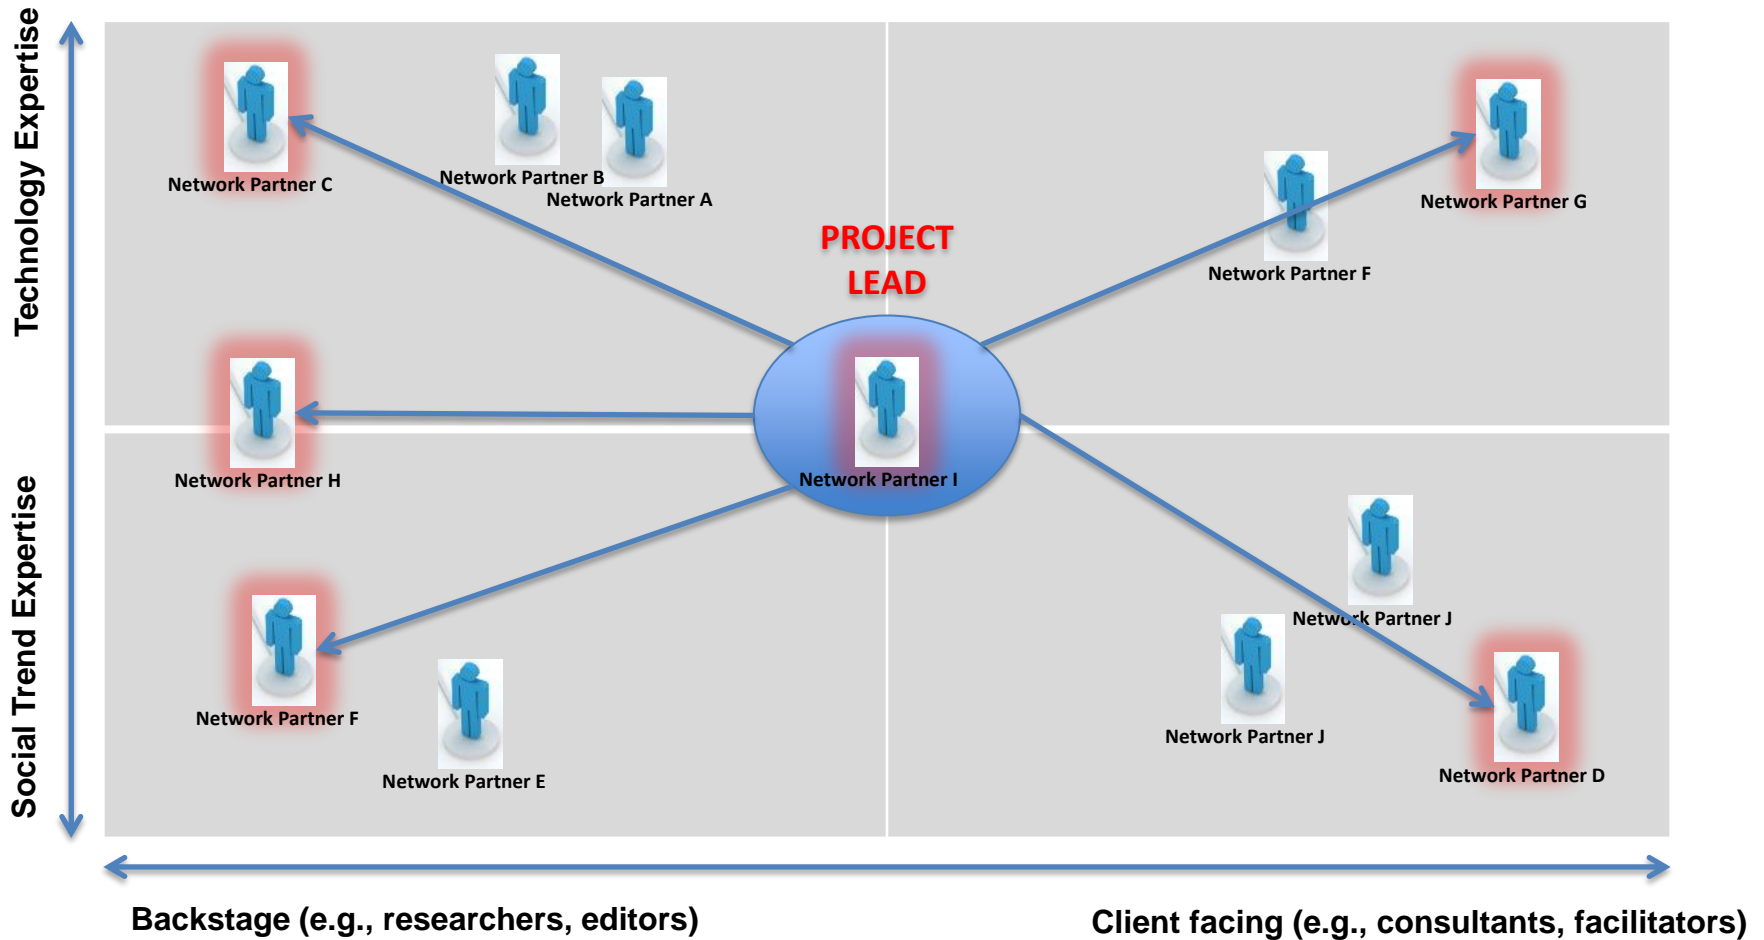 Technology Expertise
Social Trend Expertise
Network Partner C
Network Partner B
Network Partner A
Network Partner G
Network Partner F
PROJECT
LEAD
Network Partner H
Network Partner I
Network Partner F
Network Partner E
Network Partner J
Network Partner J
Network Partner D
Backstage (e.g., researchers, editors)
Client facing (e.g., consultants, facilitators)